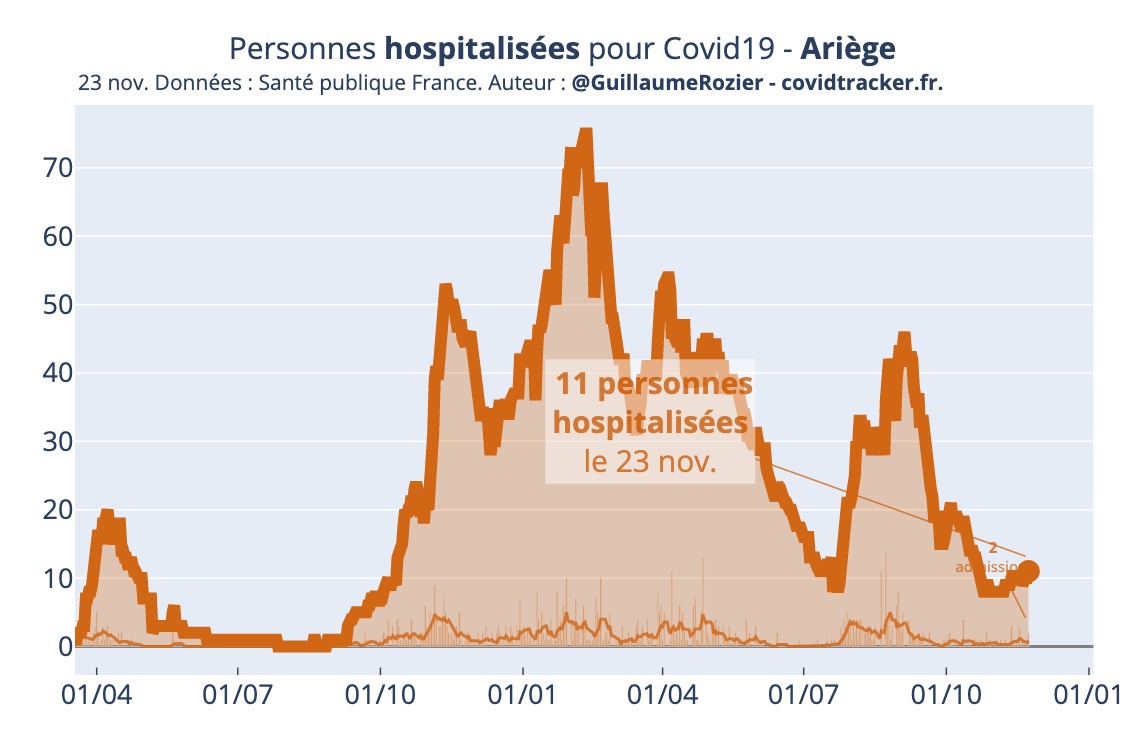 Personnes hospitalisées pour Covid19 - Ariège
23 nov. Données : Santé publique France. Auteur : @GuillaumeRozier - covidtracker.fr.
70
60
50
40
30
20
10
0
11 personnes
hospitalisées
le 23 nov.
2
01/04 01/07 01/10 01/01 01/04 01/07 01/10 01/01